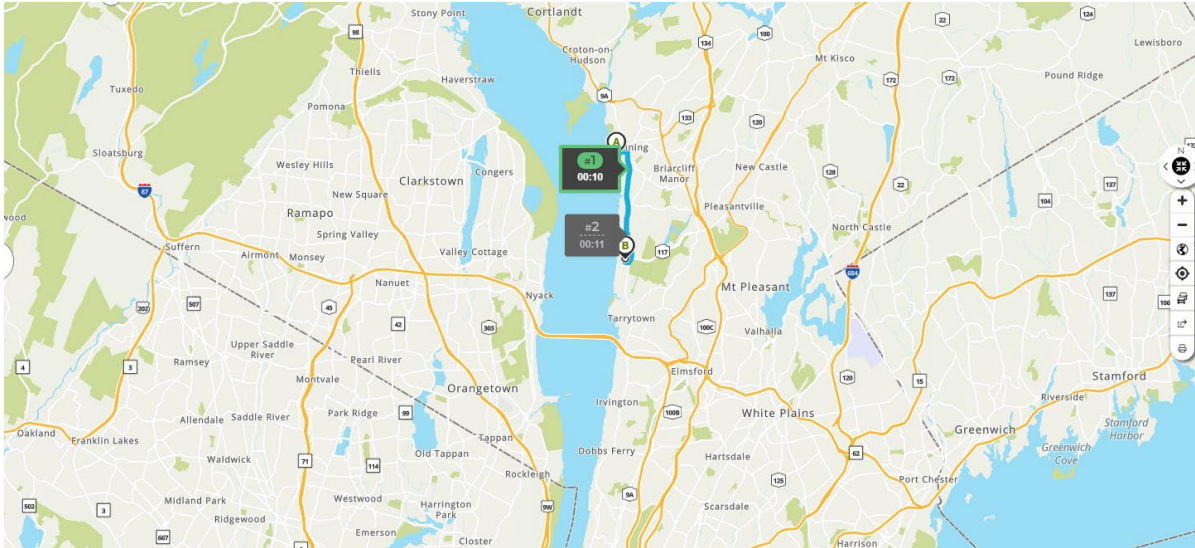 Stony Point
Cortlandt
22
124
98
134
100
Lewisboro
Croton-on-
Hudson
Mt Kisco
Thiells
Haverstraw
172
172
Pound Ridge
Tuxedo
9A
Pomona
133
120
A
ning
Sloatsburg
#1
00:10
Wesley Hills
Congers
Briarcliff
Manor
New Castle
128
N
87
New Square
Clarkstown
22
137
104
Ramapo
Pleasantville
#2
00:11
B
Spring Valley
North Castle
Suffern
Airmont
Monsey
Valley Cottage
117
684
Nanuet
Mt Pleasant
Nyack
137
106
202
507
45
42
303
Tarrytown
100C
Valhalla
Upper Saddle
River
Pearl River
4
3
Ramsey
Elmsford
Montvale
Orangetown
120
15
Stamford
Riverside
Irvington
100B
White Plains
Allendale
Saddle River
Park Ridge
99
Greenwich
Stamford
Harbor
Oakland
Franklin Lakes
Tappan
Old Tappan
Dobbs Ferry
Hartsdale
62
Greenwich
Cove
Waldwick
71
114
Rockleigh
125
Port Chester
502
3
Midland Park
Westwood
Harrington
Park
9W
9A
Scarsdale
Ridgewood
667
Emerson
Closter
Harrison